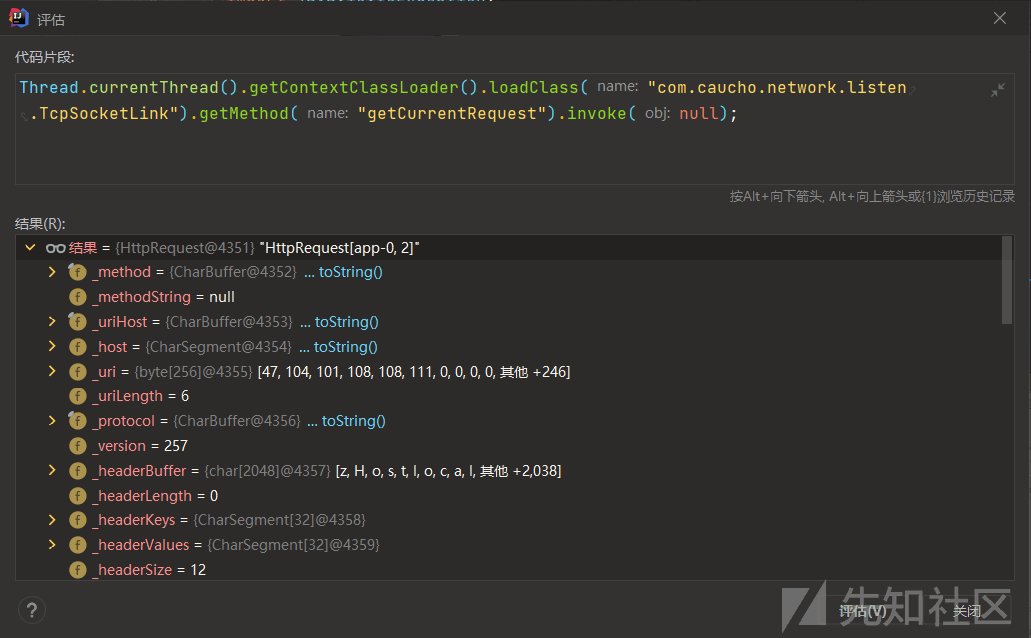 评估
代码片段:
Thread.currentThread().getContextClassLoader().loadClass( name: "com.caucho.network.listen
.TcpSocketLink").getMethod( name: "getCurrentRequest").invoke( obj: null);
按Alt+向下箭头, Alt+向上箭头或{1}浏览历史记录
结果(R):
结果 = {HttpRequest@4351} "HttpRequest[app-0, 2]"
_method = {CharBuffer@4352} ... toString()
_methodString = null
_uriHost = {CharBuffer@4353} ... toString()
_host = {CharSegment@4354} ... toString()
_uri = {byte[256]@4355} [47, 104, 101, 108, 108, 111, 0, 0, 0, 0, 其他 +246]
_uriLength = 6
_protocol = {CharBuffer@4356} ... toString()
_version = 257
_headerBuffer = {char[2048]@4357} [z, H, o, s, t, l, o, c, a, l, 其他 +2,038]
_headerLength = 0
_headerKeys = {CharSegment[32]@4358}
_headerValues = {CharSegment[32]@4359}
_headerSize = 12
?
评估(V)
关闭
先知社区